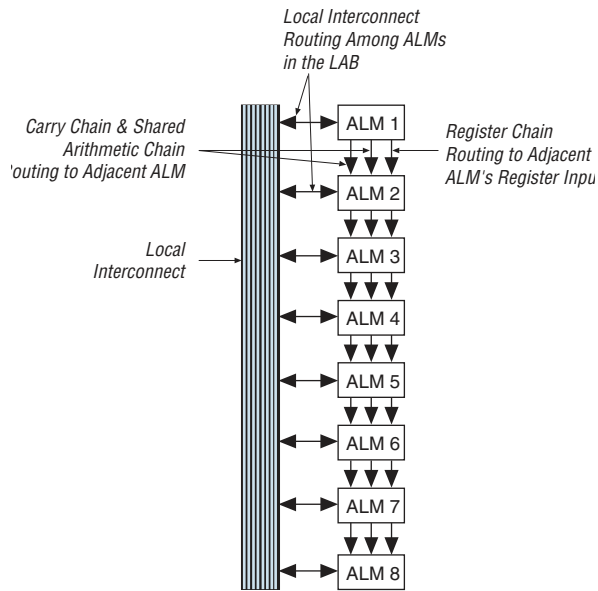 Local Interconnect
Routing Among ALMs
in the LAB
Carry Chain & Shared
Arithmetic Chain
outing to Adjacent ALM
Register Chain
Routing to Adjacent
ALM's Register Inpu
Local
Interconnect
ALM 1
ALM 2
ALM 3
ALM 4
ALM 5
ALM 6
ALM 7
ALM 8